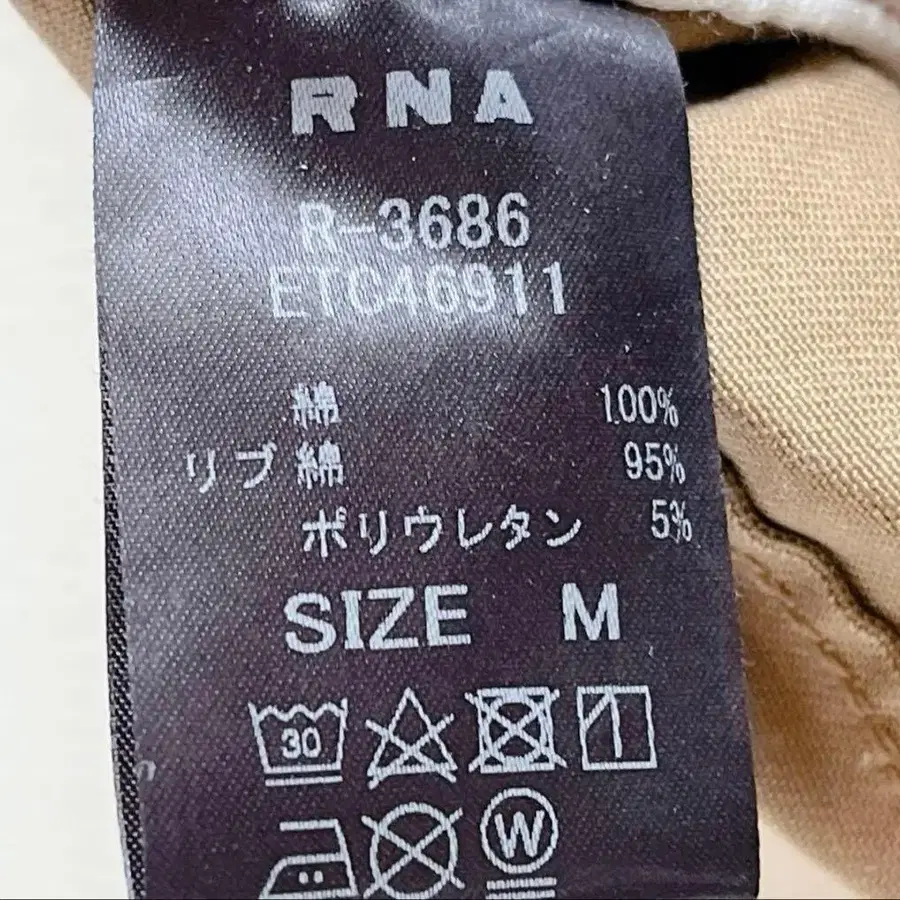 RNA
R-3686
ETC46911
綿 100%
リブ 綿 95%
ポリウレタン 5%
SIZE M
30
W